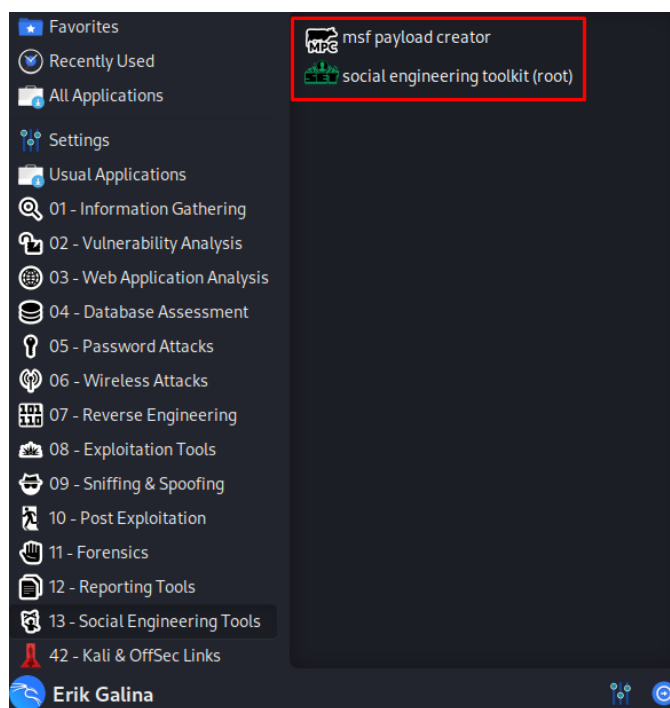 Favorites
Recently Used
All Applications
Settings
Usual Applications
01 - Information Gathering
02 - Vulnerability Analysis
03 - Web Application Analysis
04 - Database Assessment
05 - Password Attacks
06 - Wireless Attacks
07 - Reverse Engineering
08 - Exploitation Tools
09 - Sniffing & Spoofing
10 - Post Exploitation
11 - Forensics
12 - Reporting Tools
13 - Social Engineering Tools
42 - Kali & OffSec Links
Erik Galina
MPC
msf payload creator
SET
social engineering toolkit (root)